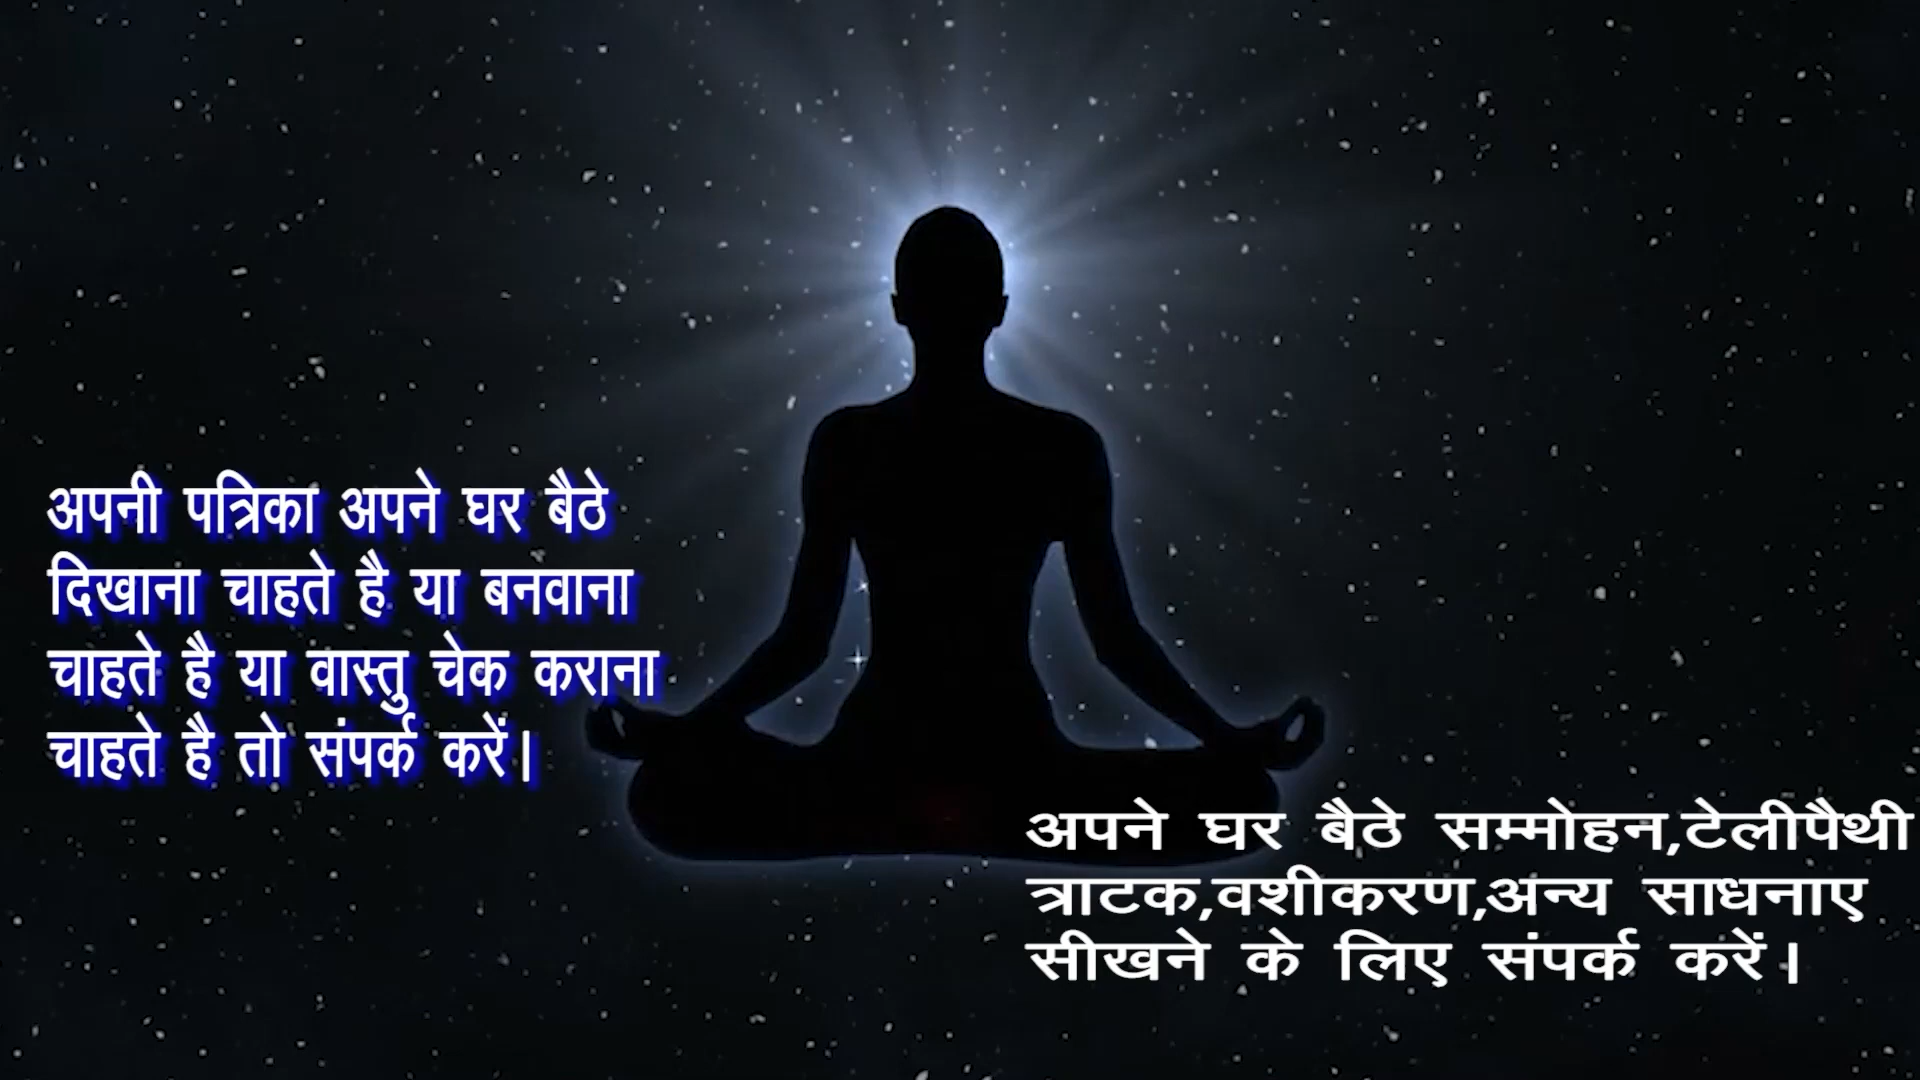 अपनी पत्रिका अपने घर बैठे
दिखाना चाहते है या बनवाना
चाहते है या वास्तु चेक कराना
चाहते है तो संपर्क करें|
अपने घर बैठे सम्मोहन,टेलीपैथी
त्राटक,वशीकरण,अन्य साधनाए
सीखने के लिए संपर्क करें।